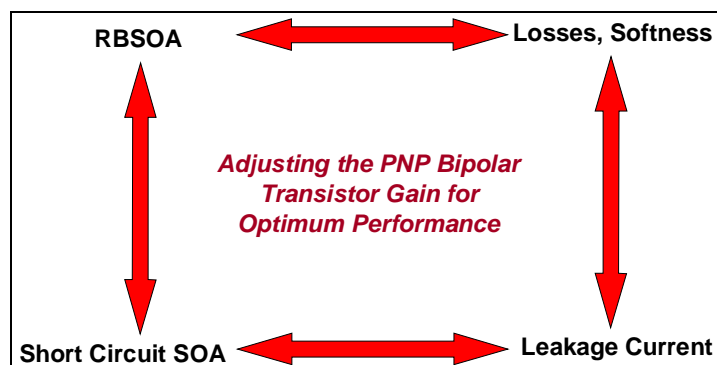 RBSOA
Losses, Softness
Adjusting the PNP Bipolar
Transistor Gain for
Optimum Performance
Short Circuit SOA
Leakage Current